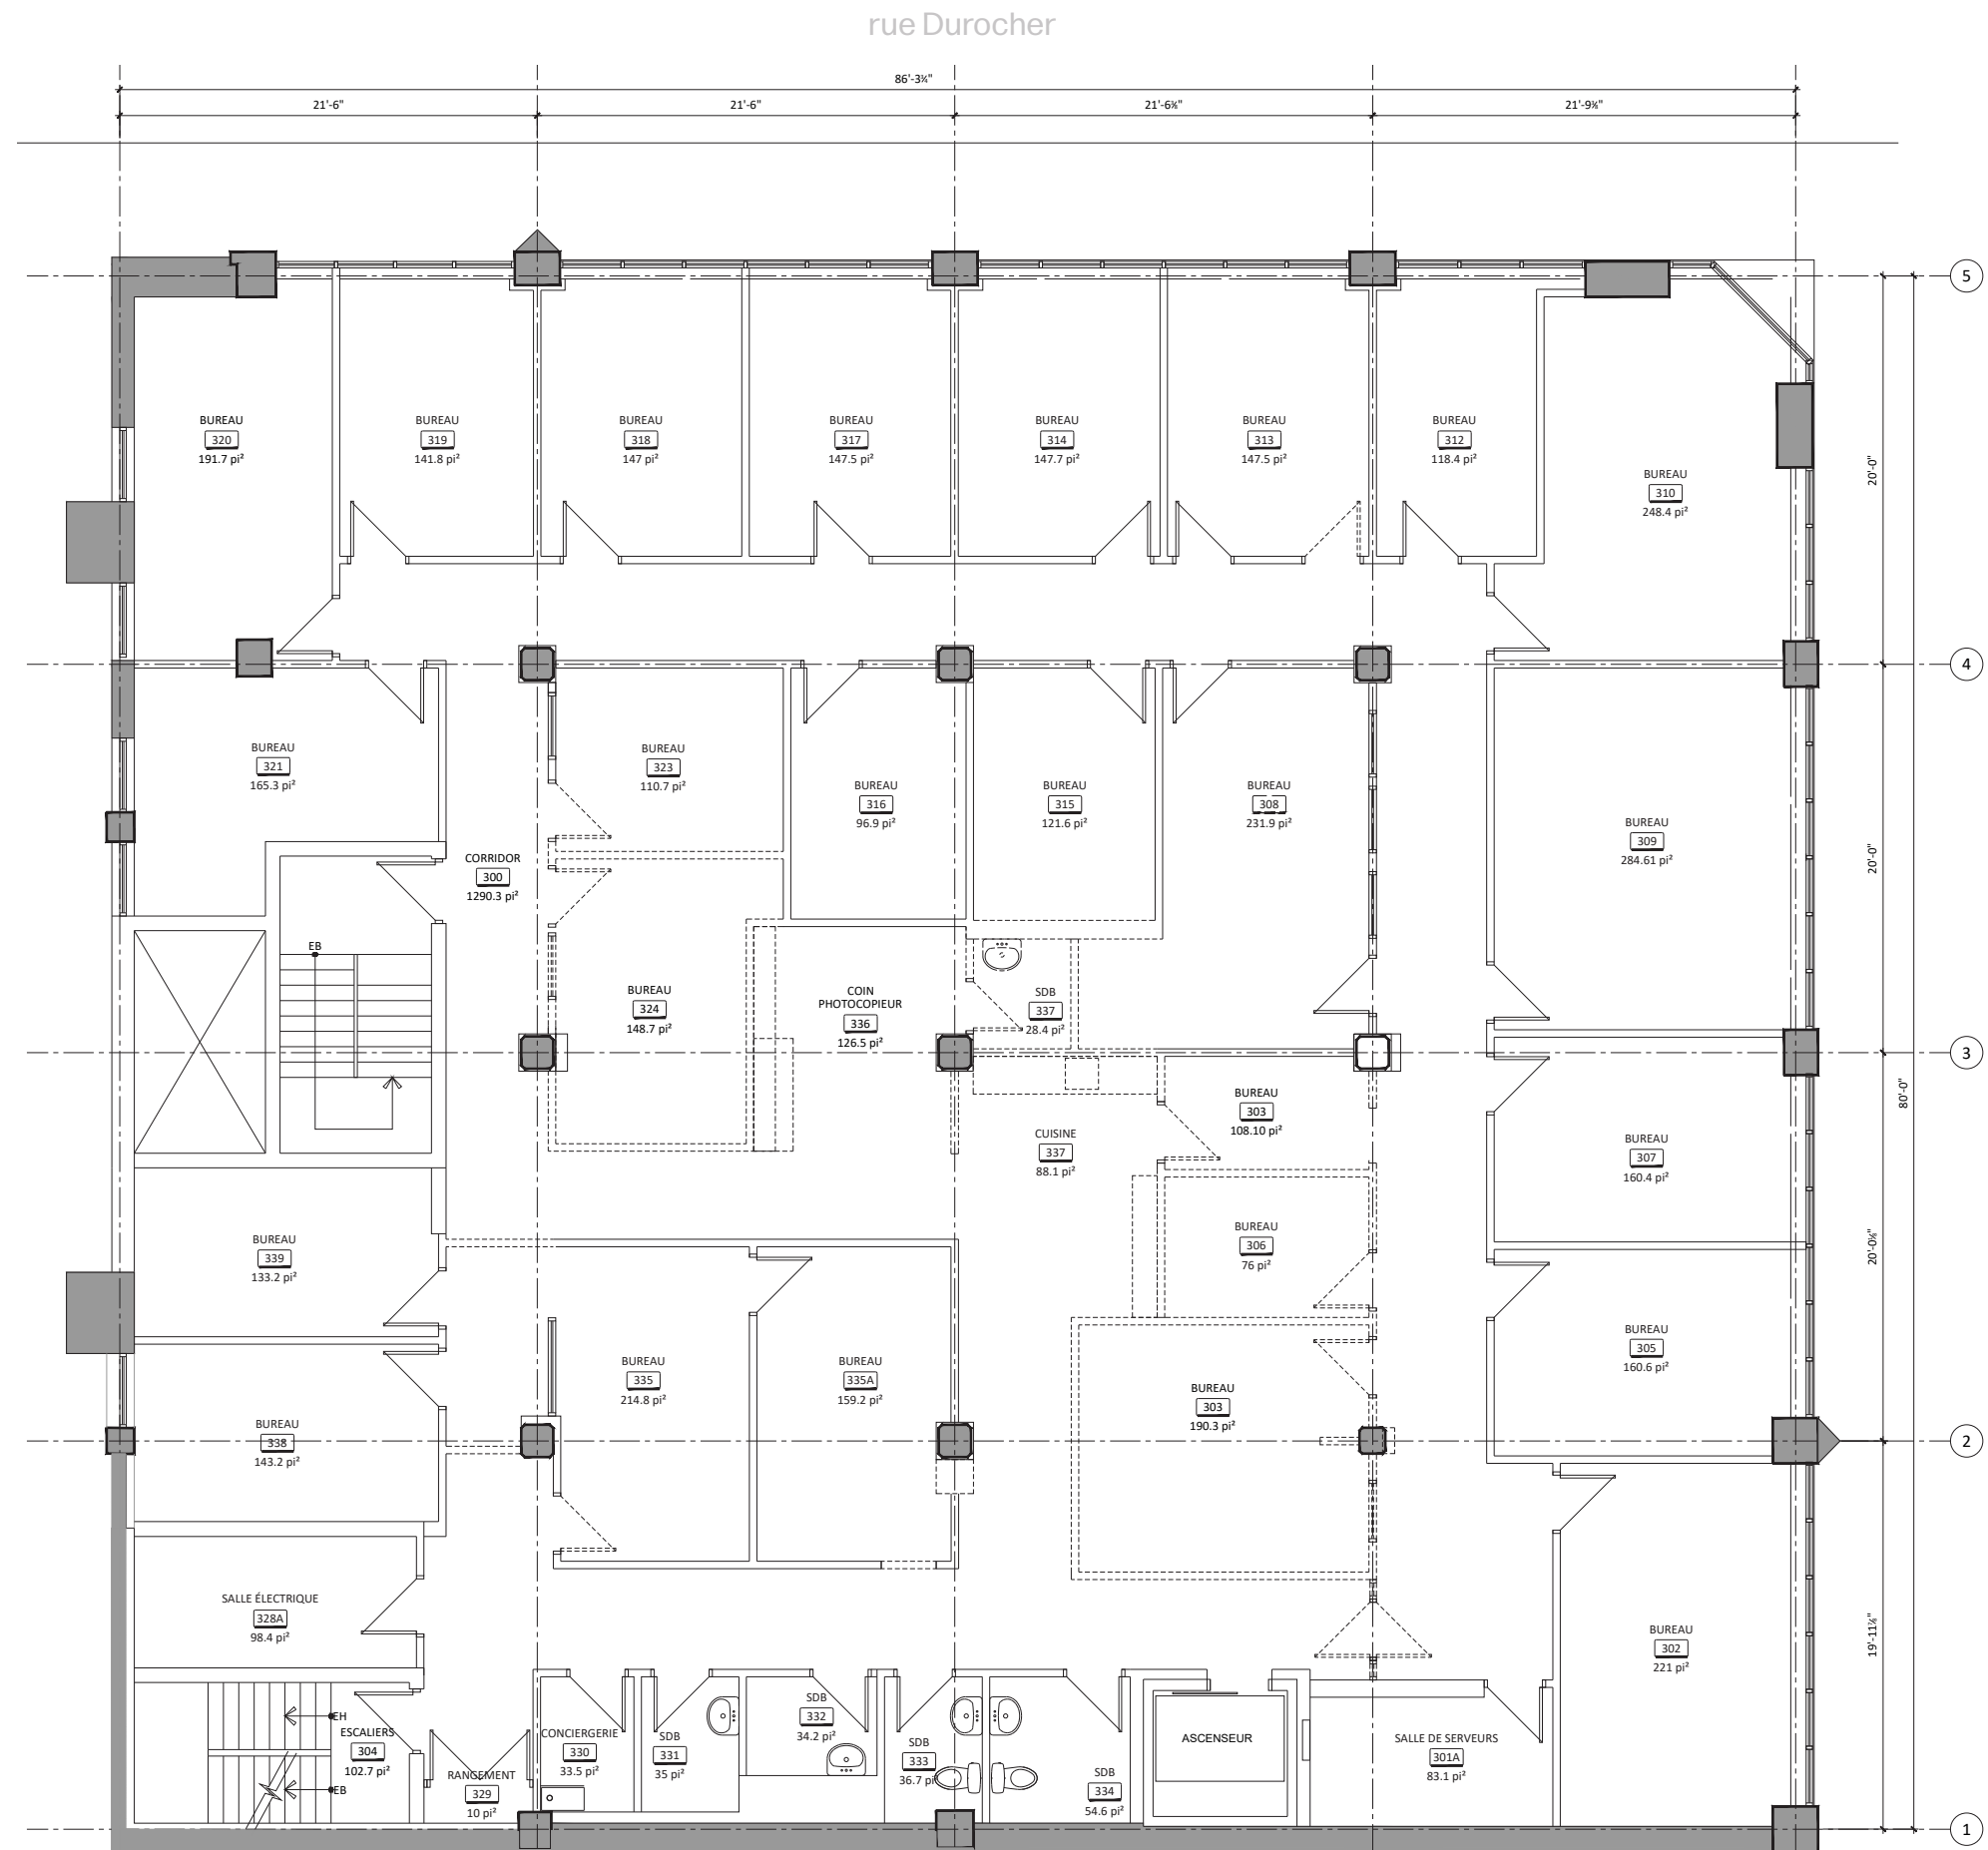 rue Durocher
86'-3¾"
21'-6"
21'-6"
21'-6⅜"
21'-9⅜"
5
20'-0"
BUREAU
320
191.7 pi²
BUREAU
319
141.8 pi²
BUREAU
318
147 pi²
BUREAU
317
147.5 pi²
BUREAU
314
147.7 pi²
BUREAU
313
147.5 pi²
BUREAU
312
118.4 pi²
BUREAU
310
248.4 pi²
4
BUREAU
321
165.3 pi²
BUREAU
323
110.7 pi²
BUREAU
316
96.9 pi²
BUREAU
315
121.6 pi²
BUREAU
308
231.9 pi²
BUREAU
309
284.61 pi²
20'-0"
CORRIDOR
300
1290.3 pi²
EB
BUREAU
324
148.7 pi²
COIN
PHOTOCOPIEUR
336
126.5 pi²
SDB
337
28.4 pi²
3
80'-0"
CUISINE
337
88.1 pi²
BUREAU
303
108.10 pi²
BUREAU
307
160.4 pi²
BUREAU
339
133.2 pi²
BUREAU
306
76 pi²
BUREAU
335
214.8 pi²
BUREAU
335A
159.2 pi²
BUREAU
303
190.3 pi²
BUREAU
305
160.6 pi²
BUREAU
338
143.2 pi²
2
SALLE ÉLECTRIQUE
328A
98.4 pi²
BUREAU
302
221 pi²
EH
ESCALIERS
304
102.7 pi²
EB
RANGEMENT
329
10 pi²
CONCIERGERIE
330
33.5 pi²
SDB
331
35 pi²
SDB
332
34.2 pi²
SDB
333
36.7 pi
SDB
334
54.6 pi²
ASCENSEUR
SALLE DE SERVEURS
301A
83.1 pi²
1